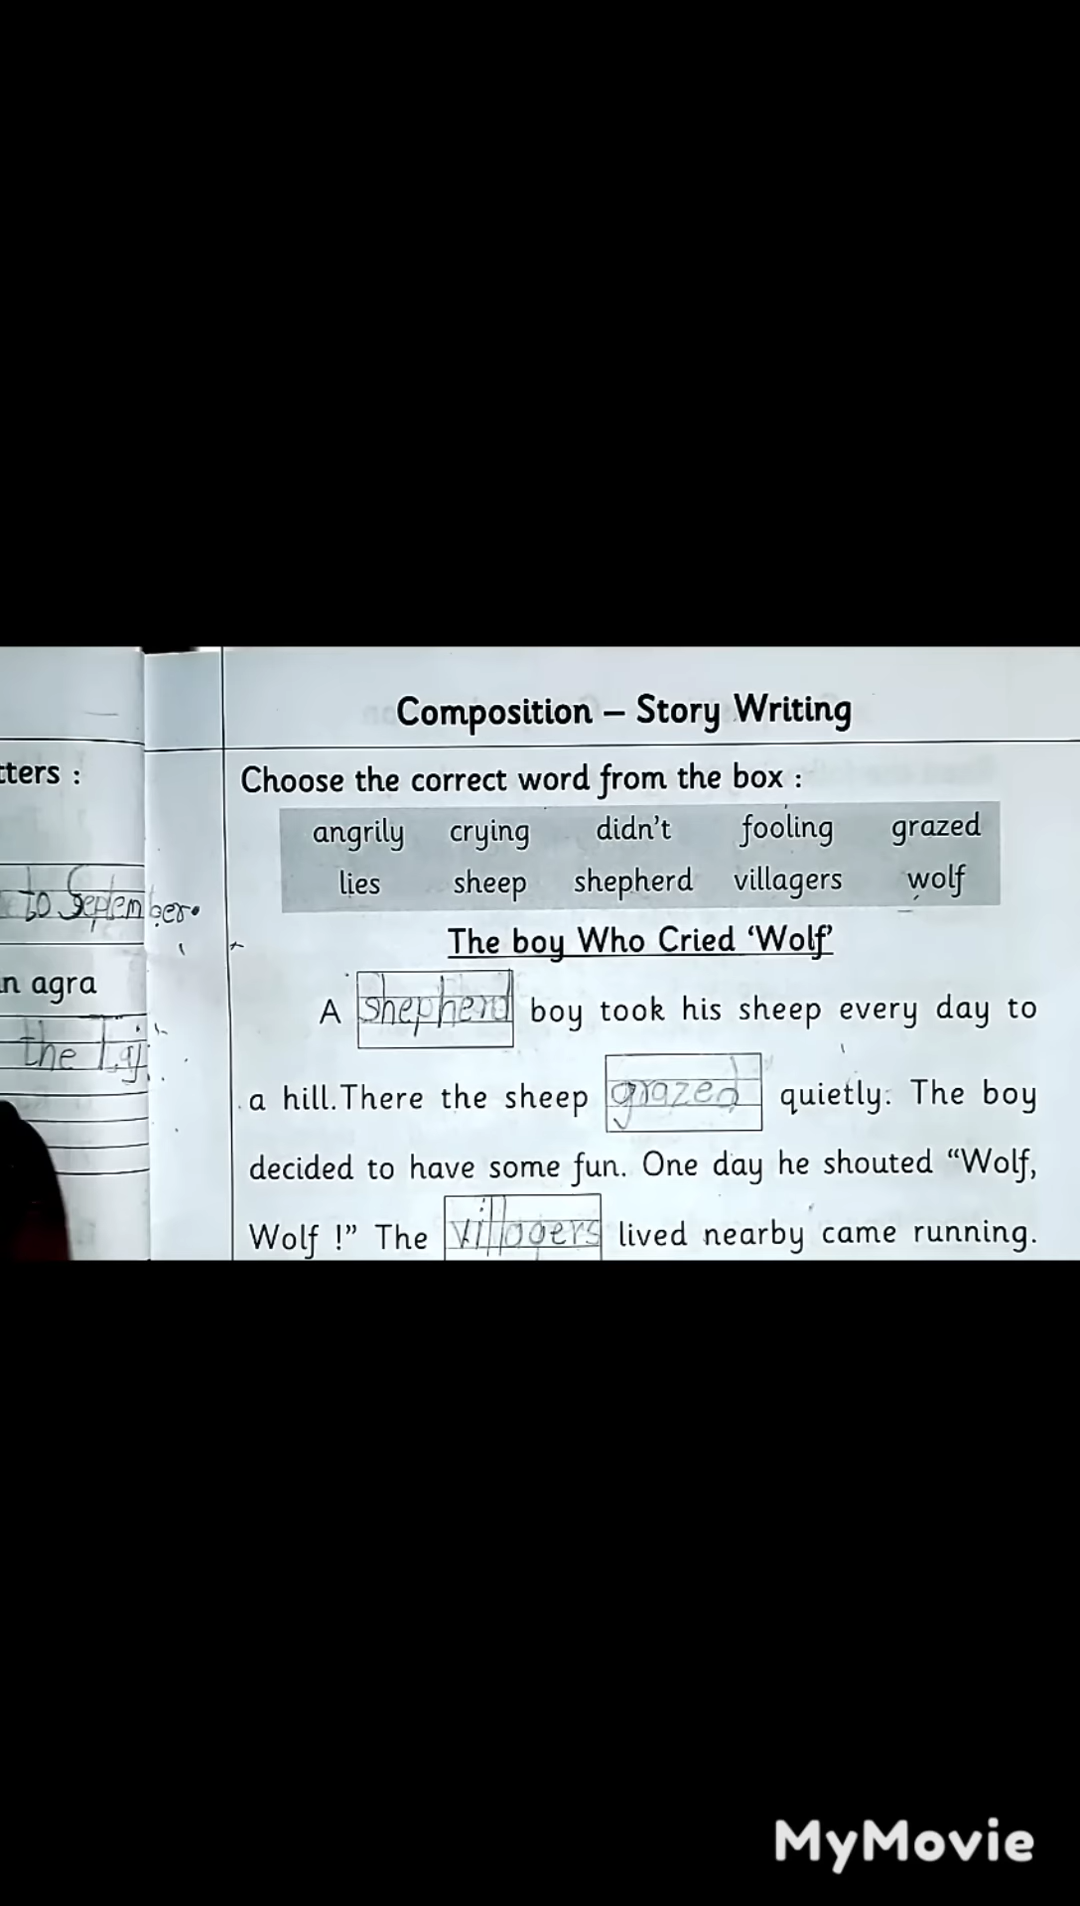 tters :
to September.
n agra
the Taj.
Composition – Story Writing
Choose the correct word from the box :
angrily crying didn't fooling grazed
lies sheep shepherd villagers wolf
The boy Who Cried ‘Wolf’
A shepherd boy took his sheep every day to
a hill.There the sheep grazed quietly. The boy
decided to have some fun. One day he shouted “Wolf,
Wolf !” The villagers lived nearby came running.
MyMovie